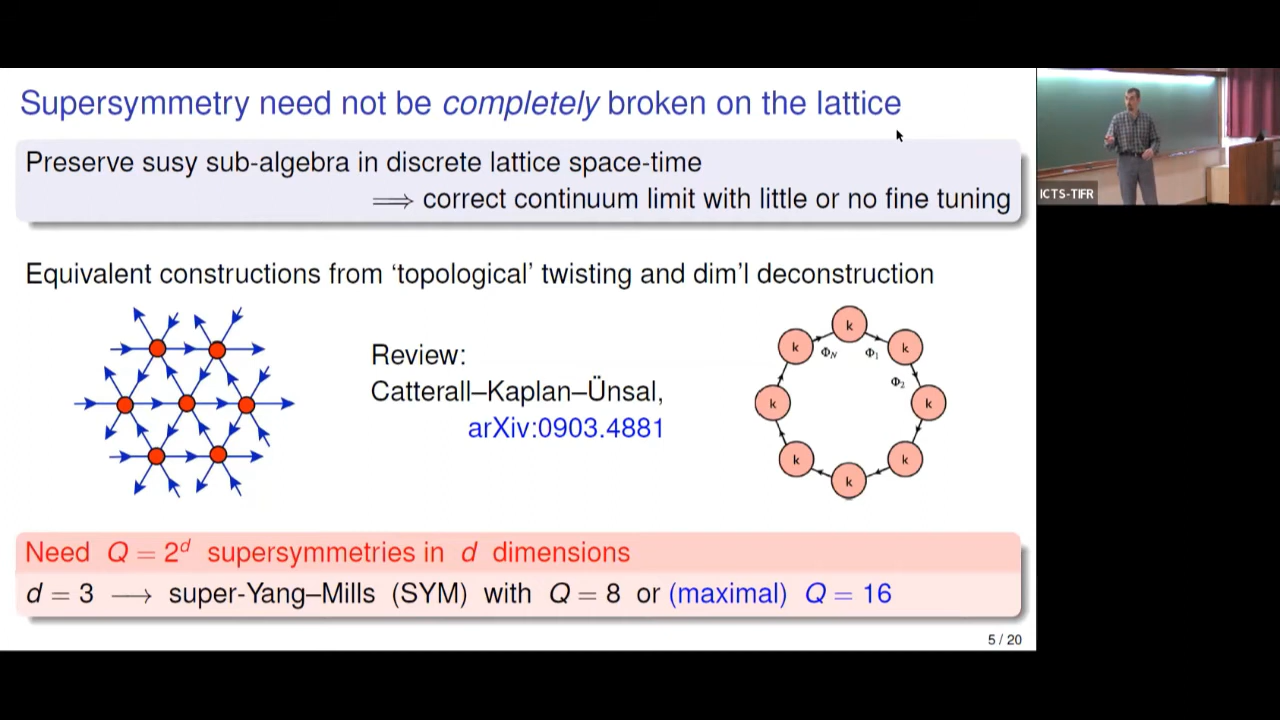 Supersymmetry need not be completely broken on the lattice
Preserve susy sub-algebra in discrete lattice space-time
⟹ correct continuum limit with little or no fine tuning
Equivalent constructions from ‘topological’ twisting and dim’l deconstruction
Review:
Catterall–Kaplan–Ünsal,
arXiv:0903.4881
k
k
k
Φ_N
Φ_1
Φ_2
k
k
k
k
k
Need Q = 2^d supersymmetries in d dimensions
d = 3 ⟶ super-Yang–Mills (SYM) with Q = 8 or (maximal) Q = 16
5 / 20
ICTS-TIFR